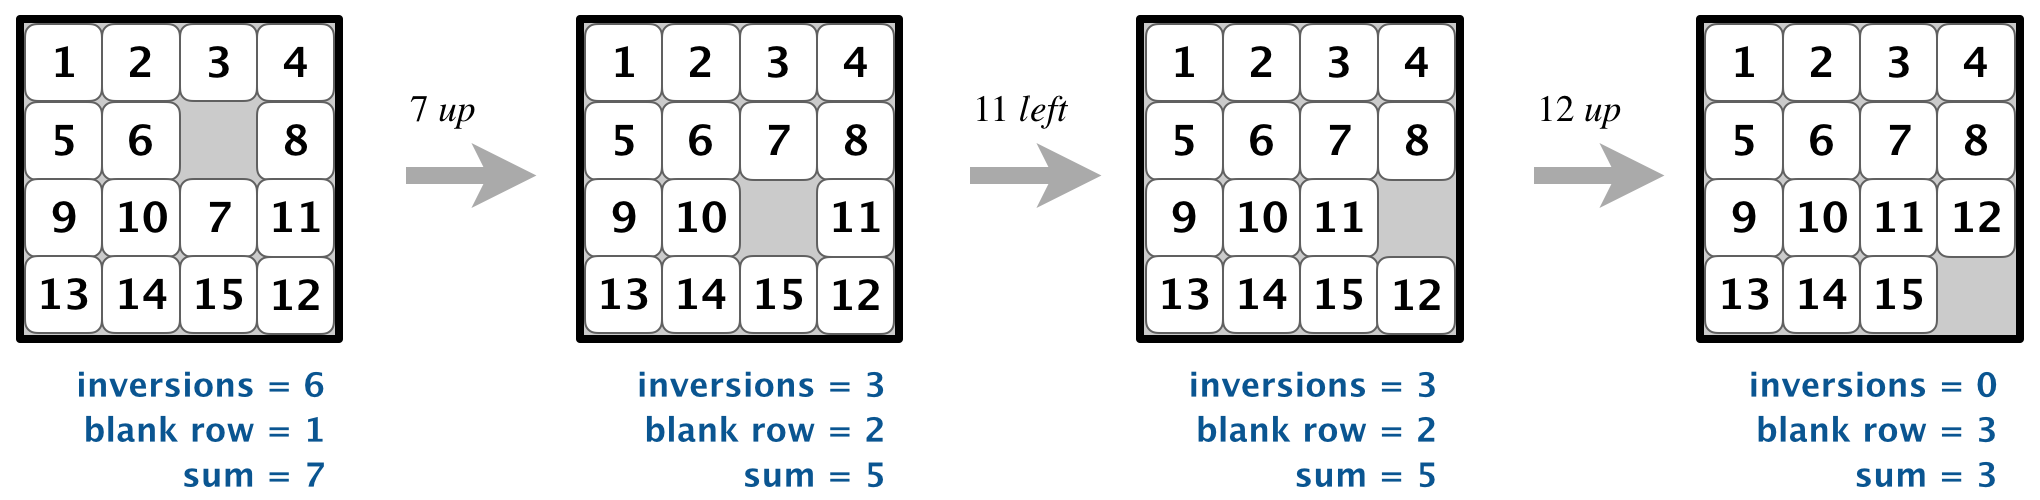 1 2 3 4
5 6 8
9 10 7 11
13 14 15 12
inversions = 6
blank row = 1
sum = 7
7 up
1 2 3 4
5 6 7 8
9 10 11
13 14 15 12
inversions = 3
blank row = 2
sum = 5
11 left
1 2 3 4
5 6 7 8
9 10 11
13 14 15 12
inversions = 3
blank row = 2
sum = 5
12 up
1 2 3 4
5 6 7 8
9 10 11 12
13 14 15
inversions = 0
blank row = 3
sum = 3